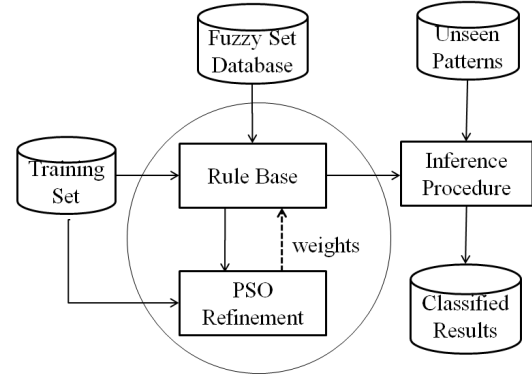 Fuzzy Set
Database
Unseen
Patterns
Training
Set
Rule Base
Inference
Procedure
weights
PSO
Refinement
Classified
Results